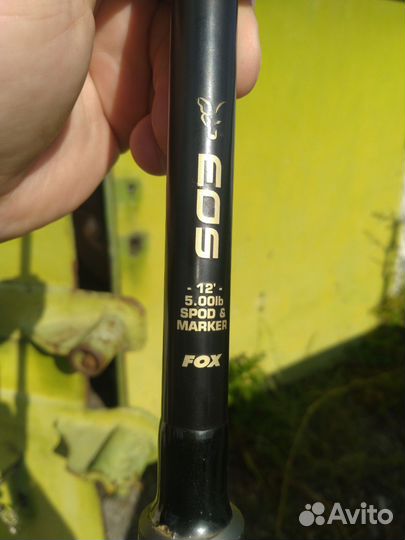 EOS
- 12' -
5.00lb
SPOD &
MARKER
FOX
Avito